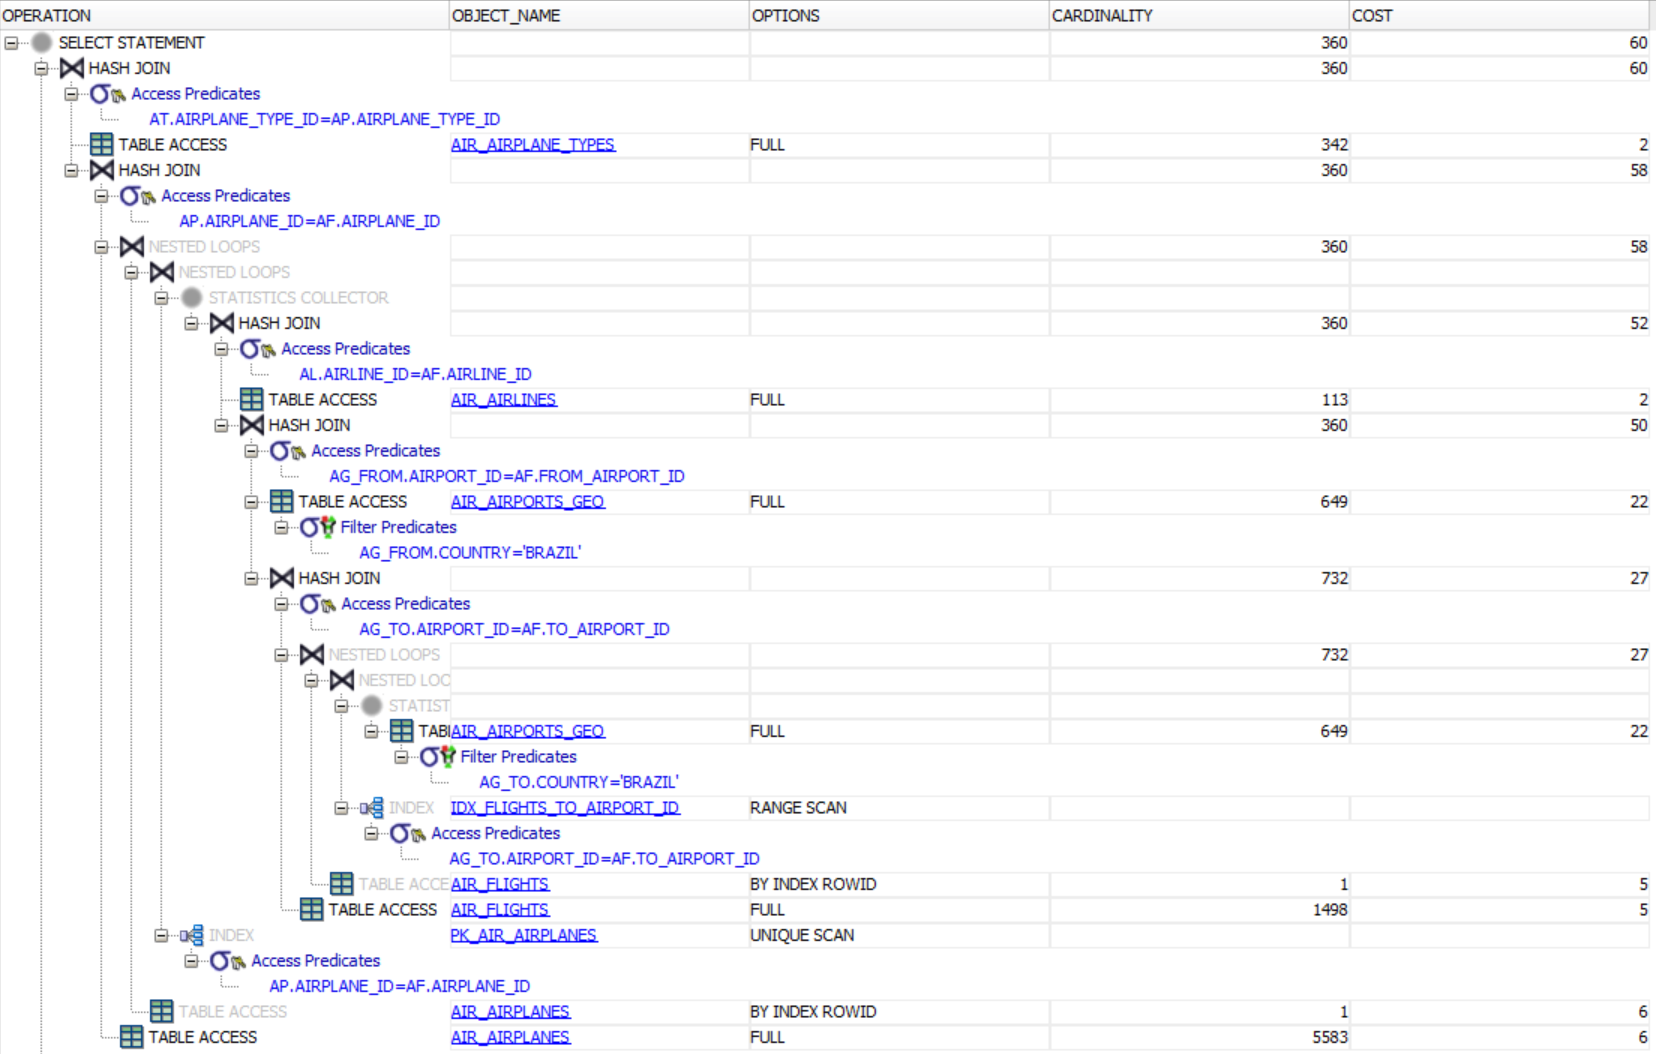 OPERATION OBJECT_NAME OPTIONS CARDINALITY COST
SELECT STATEMENT 360 60
HASH JOIN 360 60
Access Predicates
AT.AIRPLANE_TYPE_ID=AP.AIRPLANE_TYPE_ID
TABLE ACCESS AIR_AIRPLANE_TYPES FULL 342 2
HASH JOIN 360 58
Access Predicates
AP.AIRPLANE_ID=AF.AIRPLANE_ID
NESTED LOOPS 360 58
NESTED LOOPS
STATISTICS COLLECTOR
HASH JOIN 360 52
Access Predicates
AL.AIRLINE_ID=AF.AIRLINE_ID
TABLE ACCESS AIR_AIRLINES FULL 113 2
HASH JOIN 360 50
Access Predicates
AG_FROM.AIRPORT_ID=AF.FROM_AIRPORT_ID
TABLE ACCESS AIR_AIRPORTS_GEO FULL 649 22
Filter Predicates
AG_FROM.COUNTRY='BRAZIL'
HASH JOIN 732 27
Access Predicates
AG_TO.AIRPORT_ID=AF.TO_AIRPORT_ID
NESTED LOOPS 732 27
NESTED LOO
STATIST
TABL AIR_AIRPORTS_GEO FULL 649 22
Filter Predicates
AG_TO.COUNTRY='BRAZIL'
INDEX IDX_FLIGHTS_TO_AIRPORT_ID RANGE SCAN
Access Predicates
AG_TO.AIRPORT_ID=AF.TO_AIRPORT_ID
TABLE ACCE AIR_FLIGHTS BY INDEX ROWID 1 5
TABLE ACCESS AIR_FLIGHTS FULL 1498 5
INDEX PK_AIR_AIRPLANES UNIQUE SCAN
Access Predicates
AP.AIRPLANE_ID=AF.AIRPLANE_ID
TABLE ACCESS AIR_AIRPLANES BY INDEX ROWID 1 6
TABLE ACCESS AIR_AIRPLANES FULL 5583 6